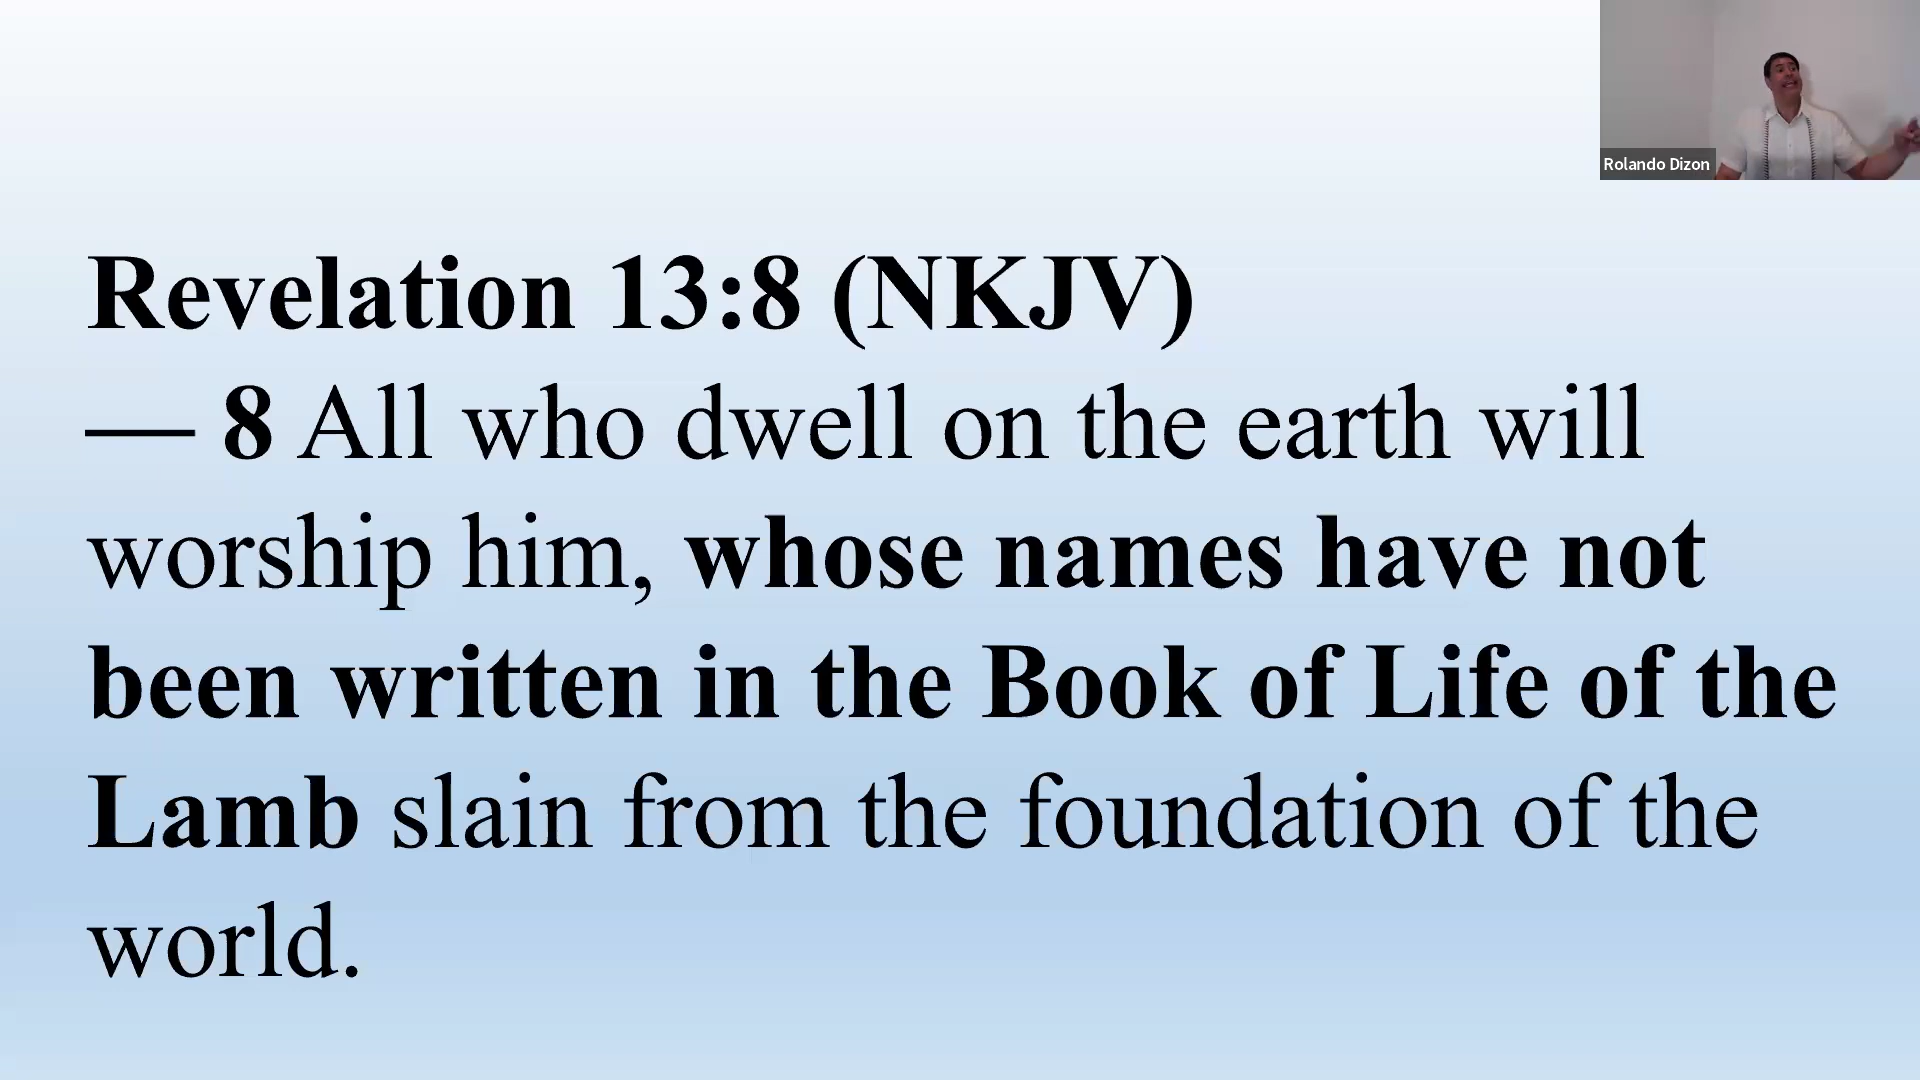 Rolando Dizon
Revelation 13:8 (NKJV)
— 8 All who dwell on the earth will
worship him, whose names have not
been written in the Book of Life of the
Lamb slain from the foundation of the
world.